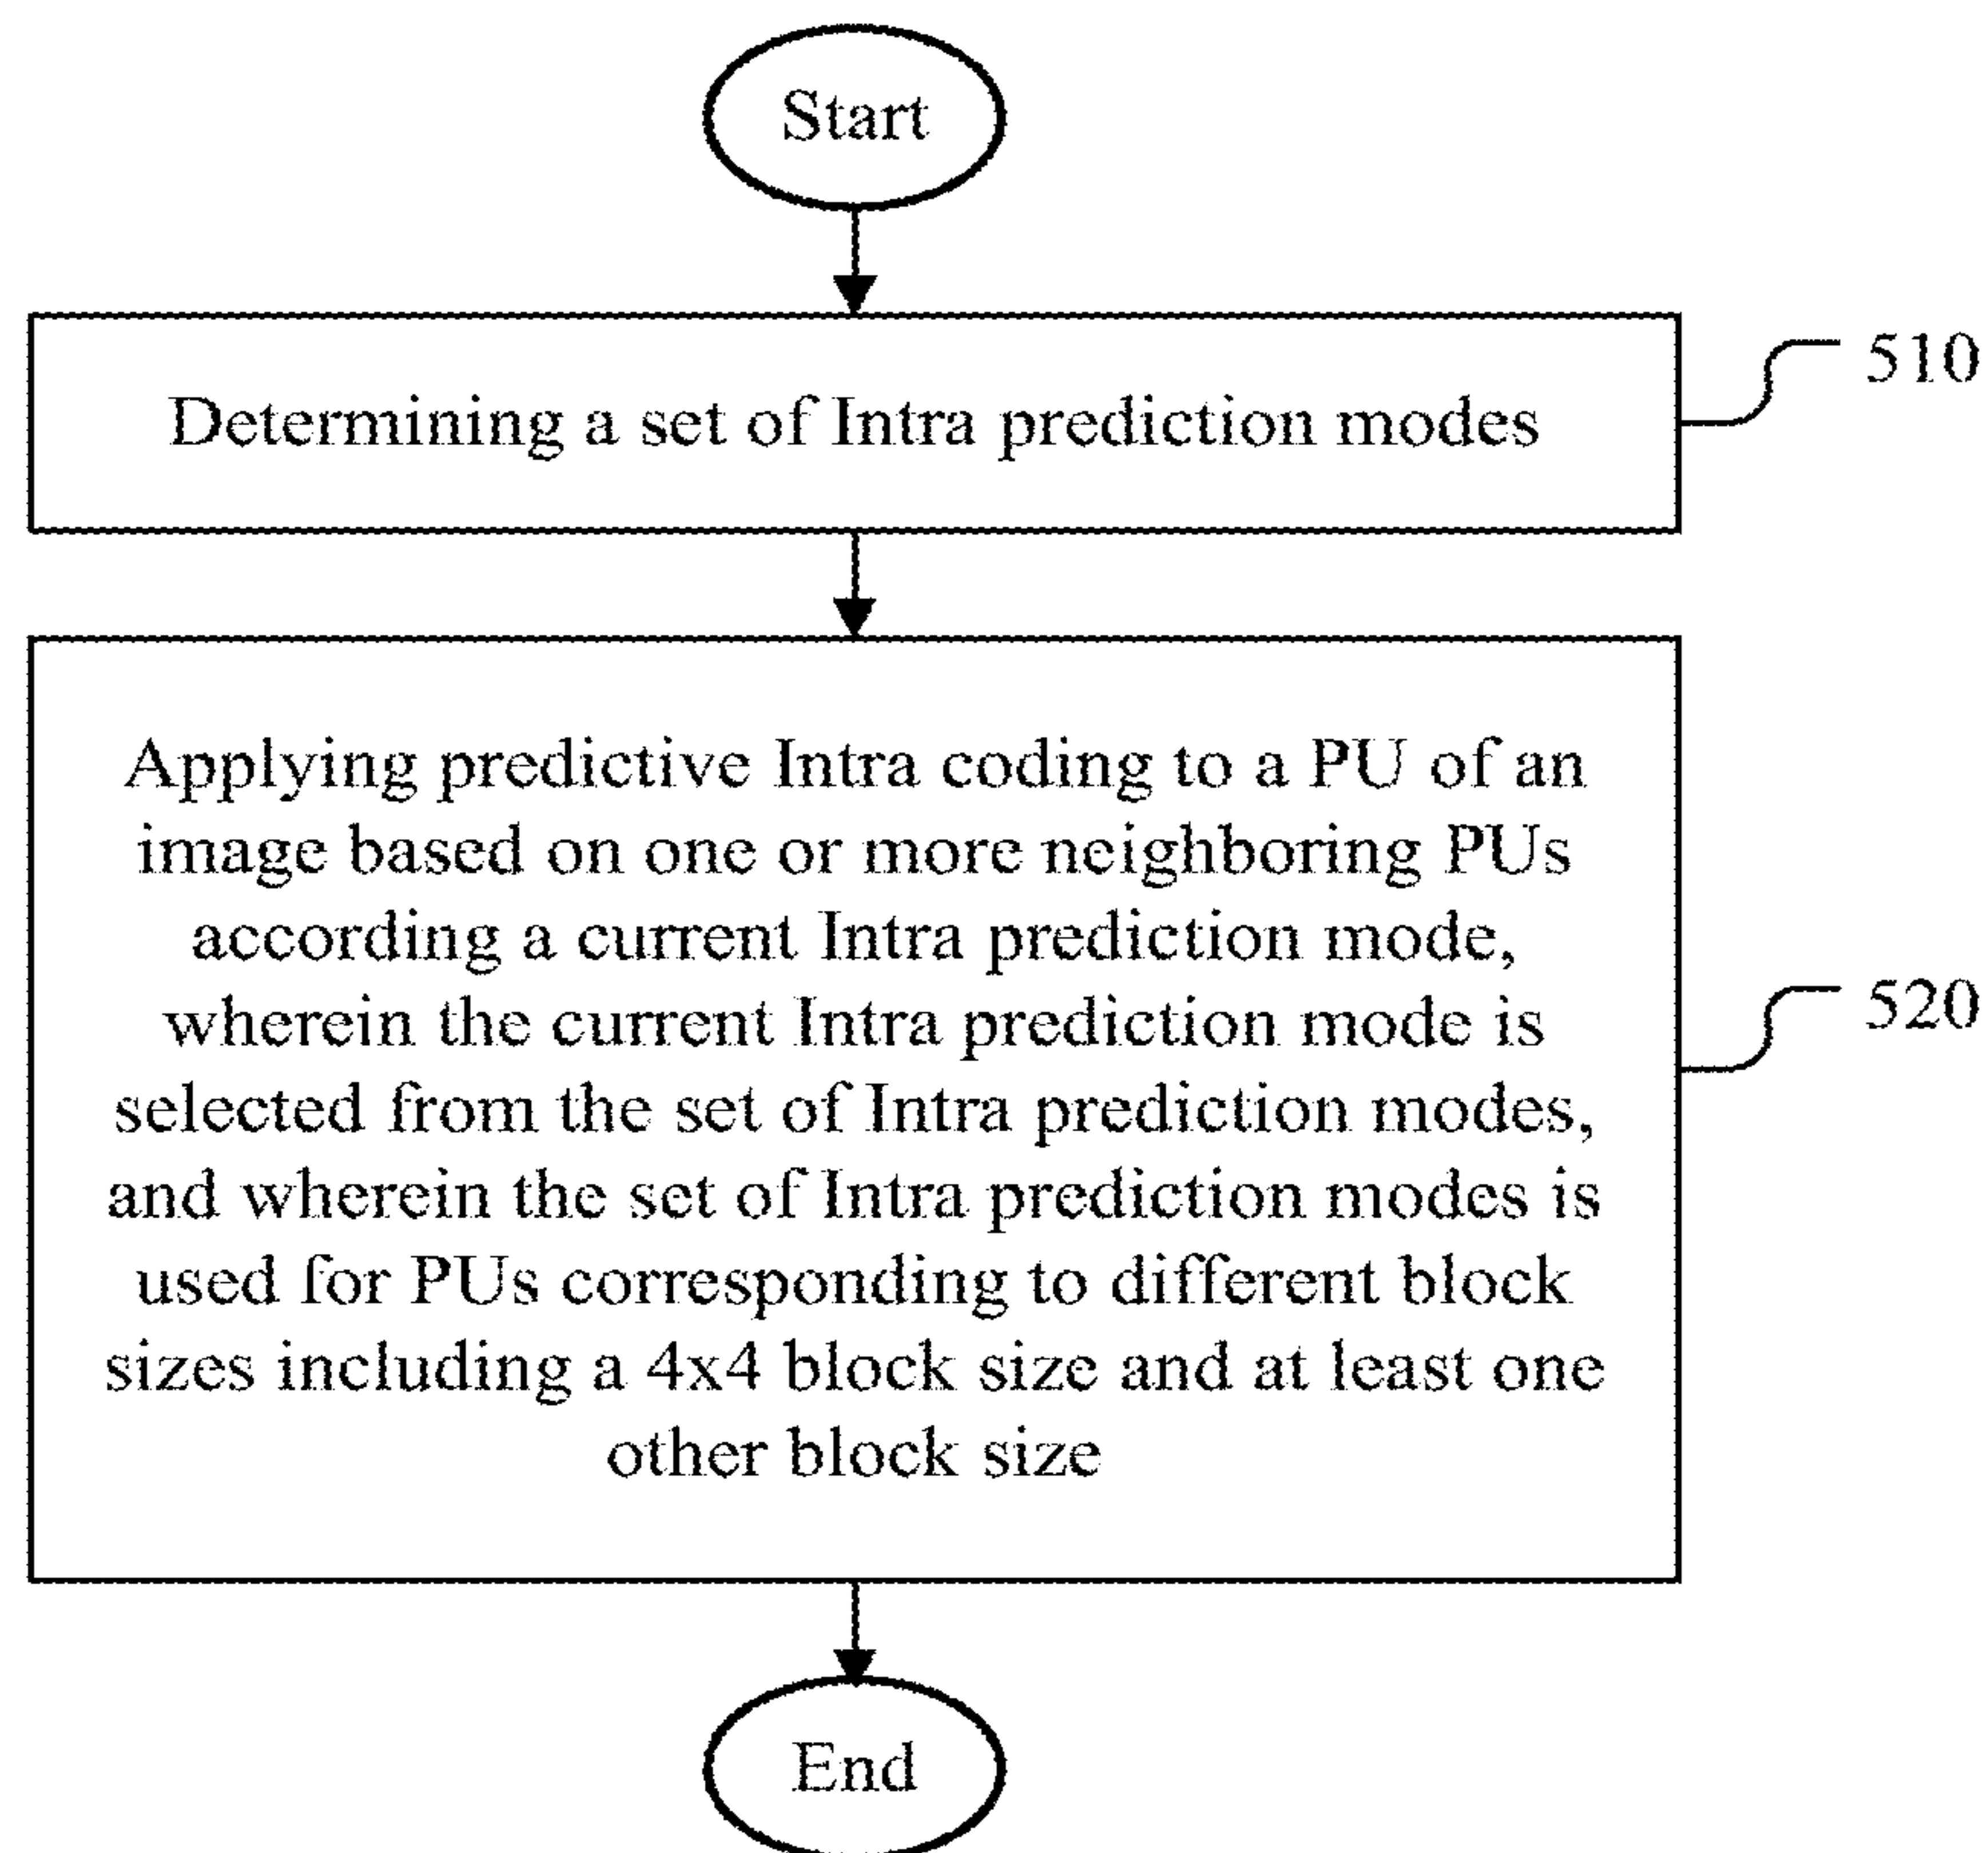 Start
Determining a set of Intra prediction modes
510
Applying predictive Intra coding to a PU of an
image based on one or more neighboring PUs
according a current Intra prediction mode,
wherein the current Intra prediction mode is
selected from the set of Intra prediction modes,
and wherein the set of Intra prediction modes is
used for PUs corresponding to different block
sizes including a 4x4 block size and at least one
other block size
520
End